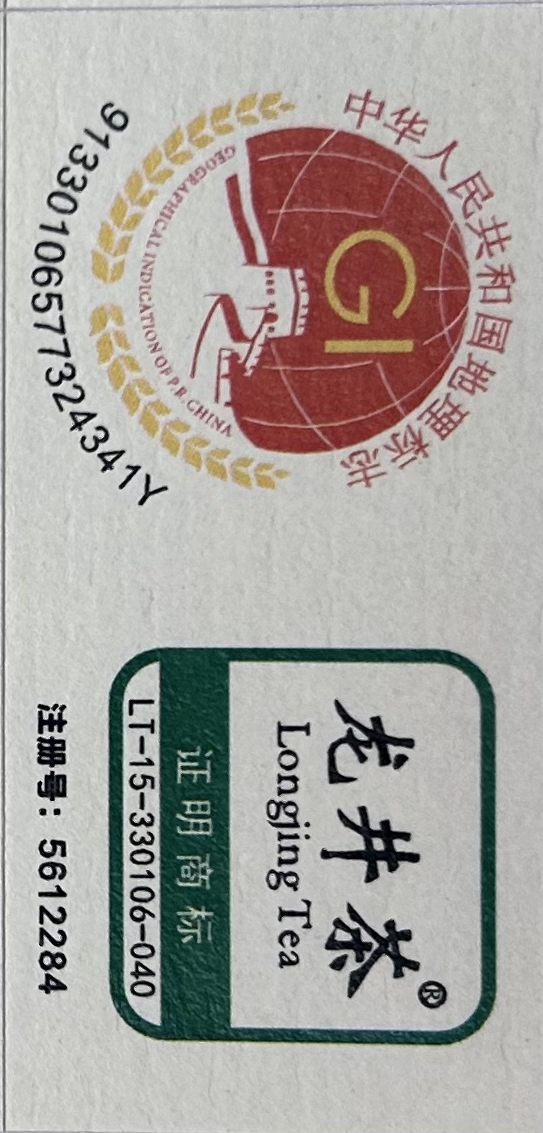 中华人民共和国地理标志
GI
GEOGRAPHICAL INDICATION OF P.R.CHINA
91330106577324341Y
龙井茶®
Longjing Tea
证明商标
LT-15-330106-040
注册号：5612284